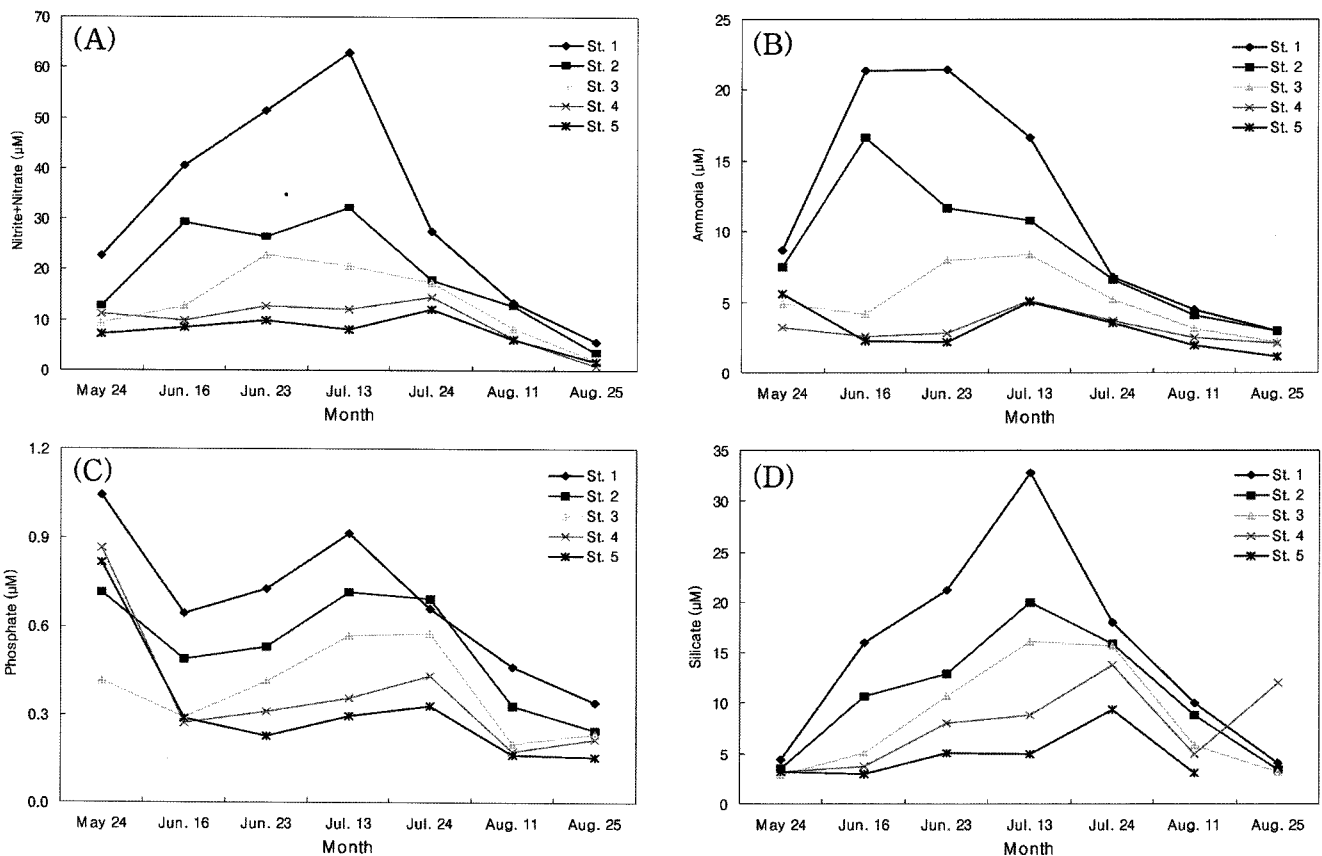 (A)
Nitrite+Nitrate (μM)
70
60
50
40
30
20
10
0
St. 1
St. 2
St. 3
St. 4
St. 5
May 24 Jun. 16 Jun. 23 Jul. 13 Jul. 24 Aug. 11 Aug. 25
Month
(B)
Ammonia (μM)
25
20
15
10
5
0
St. 1
St. 2
St. 3
St. 4
St. 5
May 24 Jun. 16 Jun. 23 Jul. 13 Jul. 24 Aug. 11 Aug. 25
Month
(C)
Phosphate (μM)
1.2
0.9
0.6
0.3
0.0
St. 1
St. 2
St. 3
St. 4
St. 5
May 24 Jun. 16 Jun. 23 Jul. 13 Jul. 24 Aug. 11 Aug. 25
Month
(D)
Silicate (μM)
35
30
25
20
15
10
5
0
St. 1
St. 2
St. 3
St. 4
St. 5
May 24 Jun. 16 Jun. 23 Jul. 13 Jul. 24 Aug. 11 Aug. 25
Month